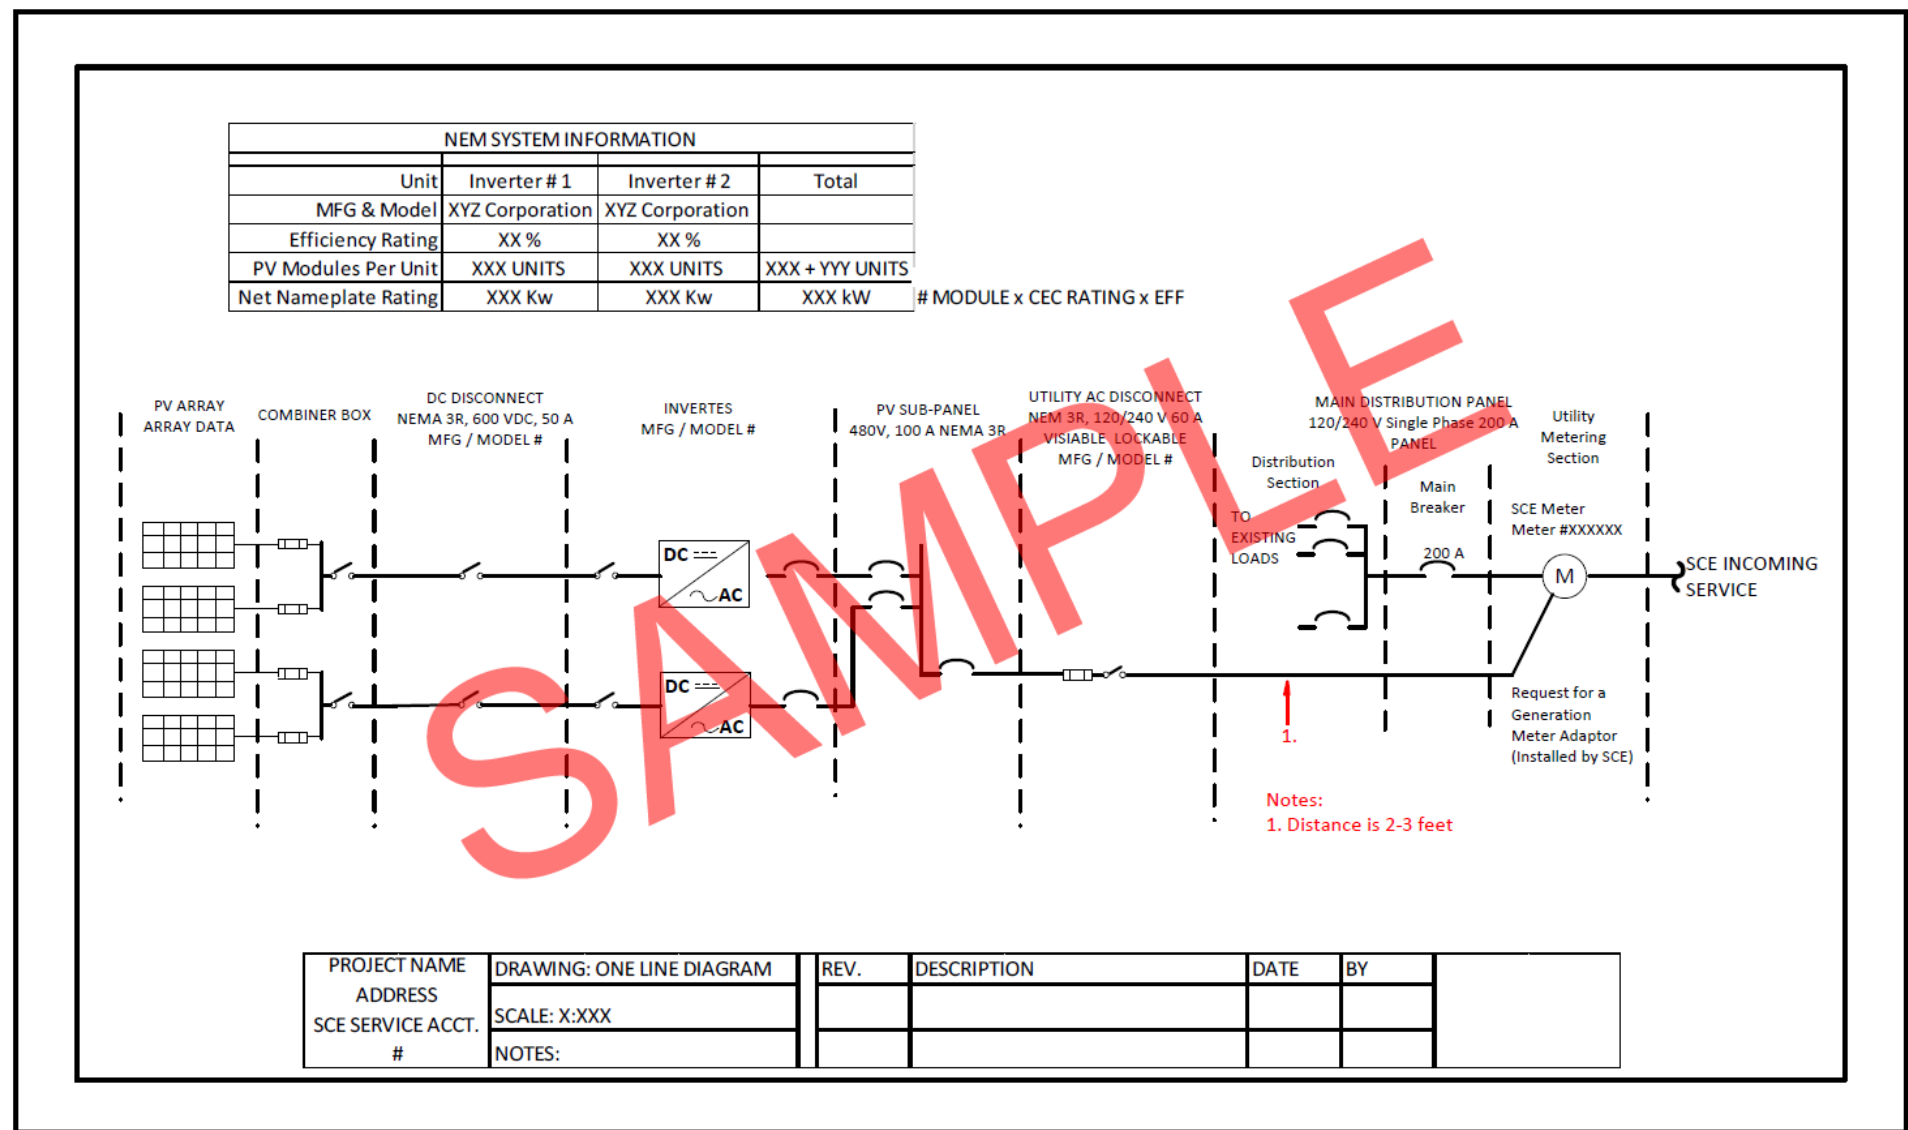 NEM SYSTEM INFORMATION
Unit Inverter # 1 Inverter # 2 Total
MFG & Model XYZ Corporation XYZ Corporation
Efficiency Rating XX % XX %
PV Modules Per Unit XXX UNITS XXX UNITS XXX + YYY UNITS
Net Nameplate Rating XXX Kw XXX Kw XXX kW # MODULE x CEC RATING x EFF
PV ARRAY
ARRAY DATA
COMBINER BOX
DC DISCONNECT
NEMA 3R, 600 VDC, 50 A
MFG / MODEL #
INVERTES
MFG / MODEL #
PV SUB-PANEL
480V, 100 A NEMA 3R
UTILITY AC DISCONNECT
NEM 3R, 120/240 V 60 A
VISIABLE LOCKABLE
MFG / MODEL #
MAIN DISTRIBUTION PANEL
120/240 V Single Phase 200 A
PANEL
Utility
Metering
Section
Distribution
Section
Main
Breaker
SCE Meter
Meter #XXXXXX
TO
EXISTING
LOADS
200 A
M
SCE INCOMING
SERVICE
DC
AC
DC
AC
1.
Request for a
Generation
Meter Adaptor
(Installed by SCE)
Notes:
1. Distance is 2-3 feet
SAMPLE
PROJECT NAME
ADDRESS
SCE SERVICE ACCT.
#
DRAWING: ONE LINE DIAGRAM
SCALE: X:XXX
NOTES:
REV. DESCRIPTION DATE BY